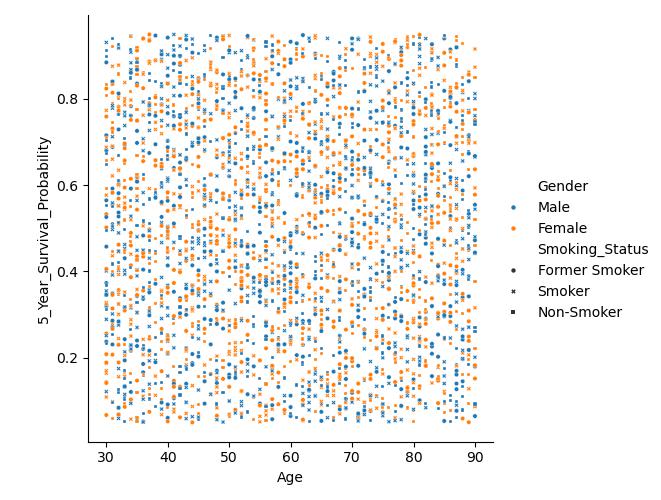 0.8
0.6
0.4
0.2
5_Year_Survival_Probability
30 40 50 60 70 80 90
Age
Gender
Male
Female
Smoking_Status
Former Smoker
Smoker
Non-Smoker